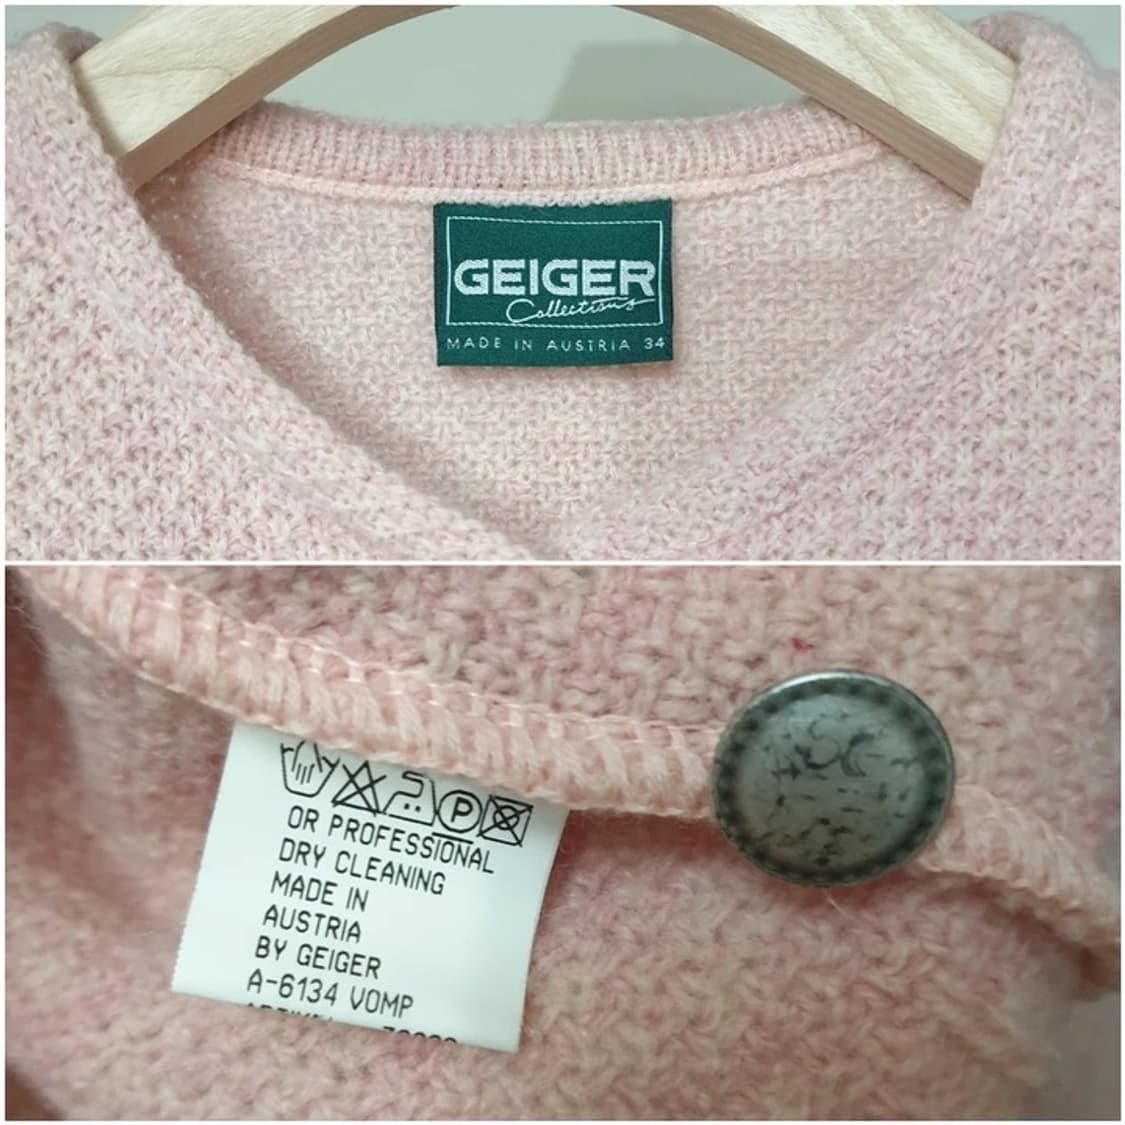 GEIGER
Collections
MADE IN AUSTRIA 34
P
OR PROFESSIONAL
DRY CLEANING
MADE IN
AUSTRIA
BY GEIGER
A-6134 VOMP